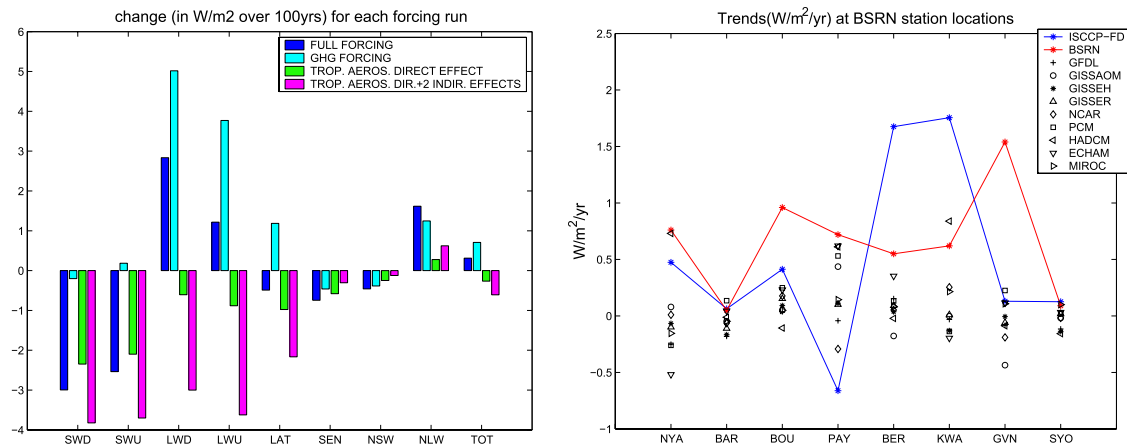 change (in W/m2 over 100yrs) for each forcing run
6
5
4
3
2
1
0
−1
−2
−3
−4
FULL FORCING
GHG FORCING
TROP. AEROS. DIRECT EFFECT
TROP. AEROS. DIR.+2 INDIR. EFFECTS
SWD SWU LWD LWU LAT SEN NSW NLW TOT
Trends(W/m²/yr) at BSRN station locations
W/m²/yr
2.5
2
1.5
1
0.5
0
−0.5
−1
ISCCP−FD
BSRN
GFDL
GISSAOM
GISSEH
GISSER
NCAR
PCM
HADCM
ECHAM
MIROC
NYA BAR BOU PAY BER KWA GVN SYO